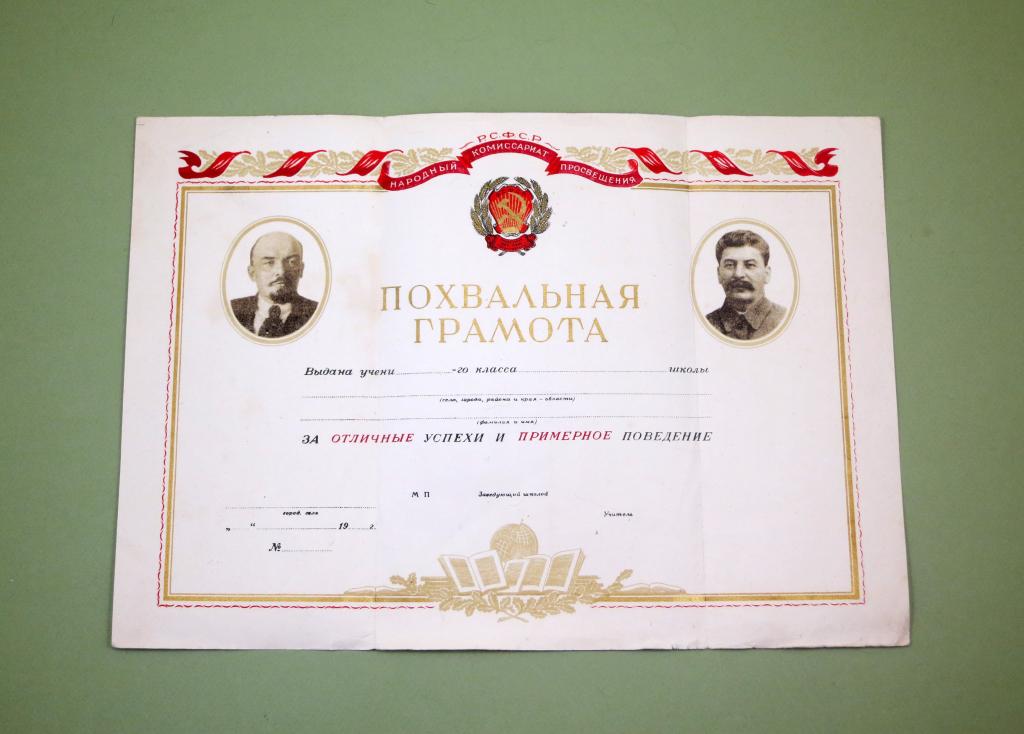 Р.С.Ф.С.Р
НАРОДНЫЙ КОМИССАРИАТ ПРОСВЕЩЕНИЯ
ПОХВАЛЬНАЯ
ГРАМОТА
Выдана учени..........-го класса..........школы
(село, города, района и края - области)
(фамилия и имя)
ЗА ОТЛИЧНЫЕ УСПЕХИ И ПРИМЕРНОЕ ПОВЕДЕНИЕ
М П Заведующий школой
город, село
Учитель
„ “ 19 г.
№